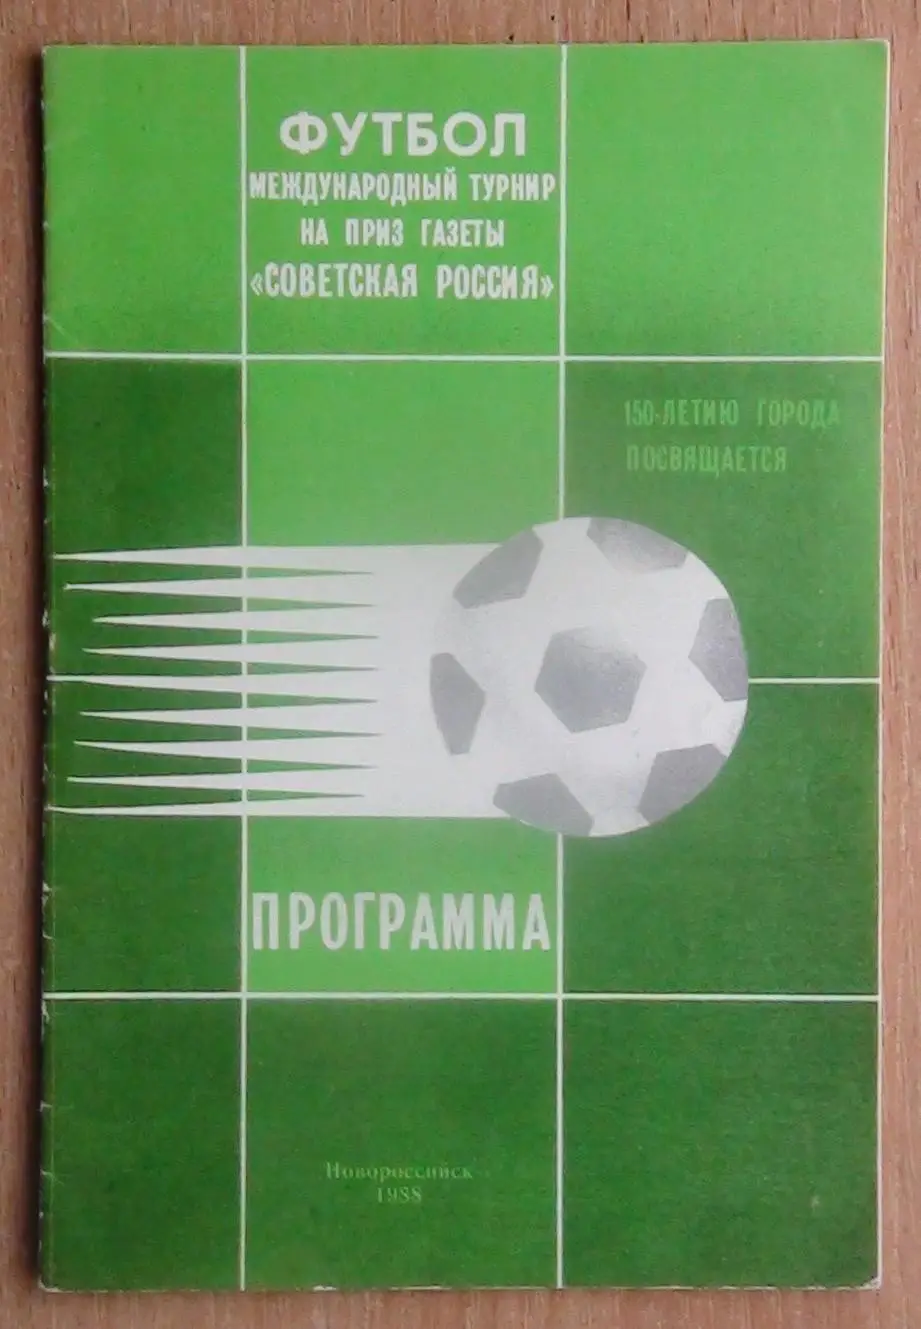 ФУТБОЛ
МЕЖДУНАРОДНЫЙ ТУРНИР
НА ПРИЗ ГАЗЕТЫ
«СОВЕТСКАЯ РОССИЯ»
150-ЛЕТИЮ ГОРОДА
ПОСВЯЩАЕТСЯ
ПРОГРАММА
Новороссийск
1988